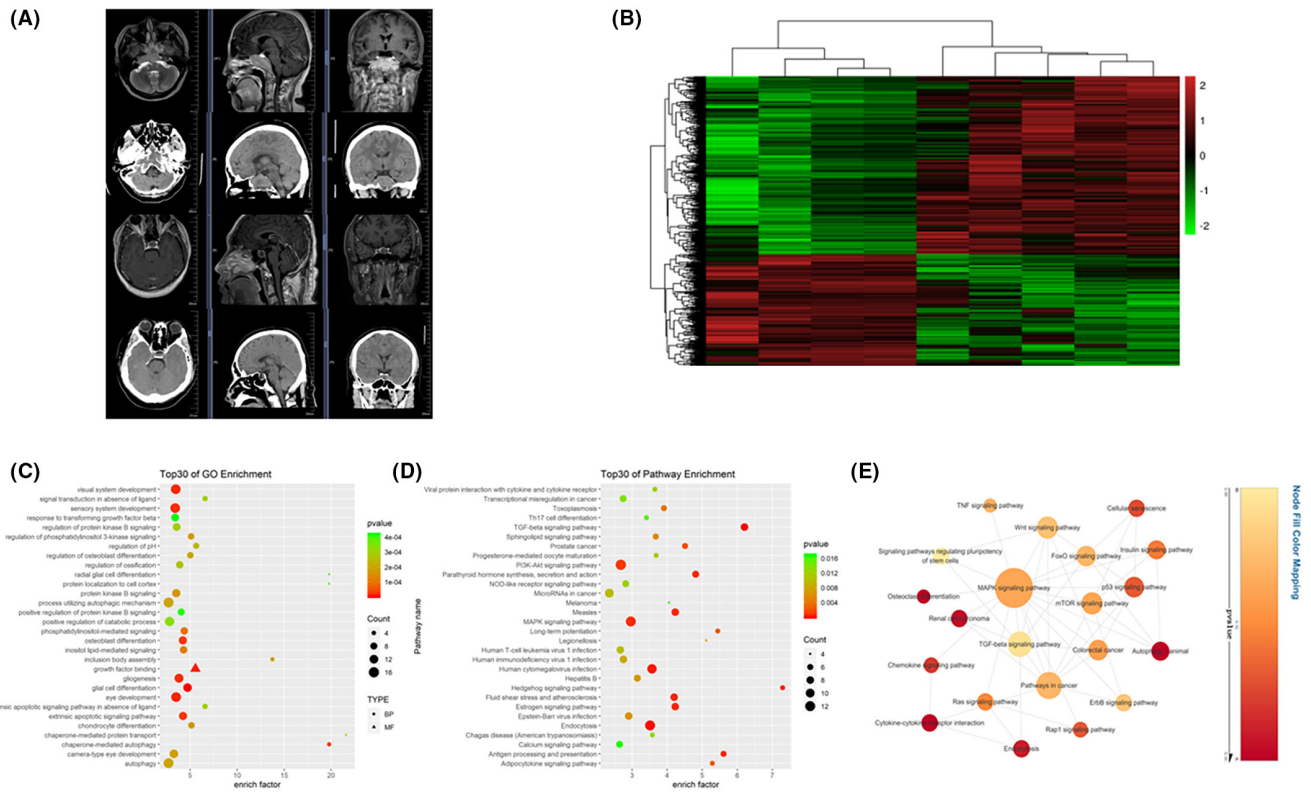 (A)
(B)
2
1
0
-1
-2
(C)
Top30 of GO Enrichment
visual system development
signal transduction in absence of ligand
sensory system development
response to transforming growth factor beta
regulation of protein kinase B signaling
regulation of phosphatidylinositol 3-kinase signaling
regulation of pH
regulation of osteoblast differentiation
regulation of ossification
radial glial cell differentiation
protein localization to cell cortex
protein kinase B signaling
process utilizing autophagic mechanism
positive regulation of protein kinase B signaling
positive regulation of catabolic process
phosphatidylinositol-mediated signaling
osteoblast differentiation
inositol lipid-mediated signaling
inclusion body assembly
growth factor binding
gliogenesis
glial cell differentiation
eye development
nsic apoptotic signaling pathway in absence of ligand
extrinsic apoptotic signaling pathway
chondrocyte differentiation
chaperone-mediated protein transport
chaperone-mediated autophagy
camera-type eye development
autophagy
5 10 15 20
enrich factor
pvalue
4e-04
3e-04
2e-04
1e-04
Count
4
8
12
16
TYPE
BP
MF
(D)
Top30 of Pathway Enrichment
Pathway name
Viral protein interaction with cytokine and cytokine receptor
Transcriptional misregulation in cancer
Toxoplasmosis
Th17 cell differentiation
TGF-beta signaling pathway
Sphingolipid signaling pathway
Prostate cancer
Progesterone-mediated oocyte maturation
PI3K-Akt signaling pathway
Parathyroid hormone synthesis, secretion and action
NOD-like receptor signaling pathway
MicroRNAs in cancer
Melanoma
Measles
MAPK signaling pathway
Long-term potentiation
Legionellosis
Human T-cell leukemia virus 1 infection
Human immunodeficiency virus 1 infection
Human cytomegalovirus infection
Hepatitis B
Hedgehog signaling pathway
Fluid shear stress and atherosclerosis
Estrogen signaling pathway
Epstein-Barr virus infection
Endocytosis
Chagas disease (American trypanosomiasis)
Calcium signaling pathway
Antigen processing and presentation
Adipocytokine signaling pathway
3 4 5 6 7
enrich factor
pvalue
0.016
0.012
0.008
0.004
Count
4
6
8
10
12
(E)
TNF signaling pathway
Cellular senescence
Wnt signaling pathway
Signaling pathways regulating pluripotency
of stem cells
FoxO signaling pathway
Insulin signaling pathway
MAPK signaling pathway
p53 signaling pathway
Osteoclast differentiation
mTOR signaling pathway
Renal cell carcinoma
TGF-beta signaling pathway
Colorectal cancer
Autophagy-animal
Chemokine signaling pathway
Pathways in cancer
Ras signaling pathway
ErbB signaling pathway
Cytokine-cytokine receptor interaction
Rap1 signaling pathway
Endocytosis
pvalue
Node Fill Color Mapping